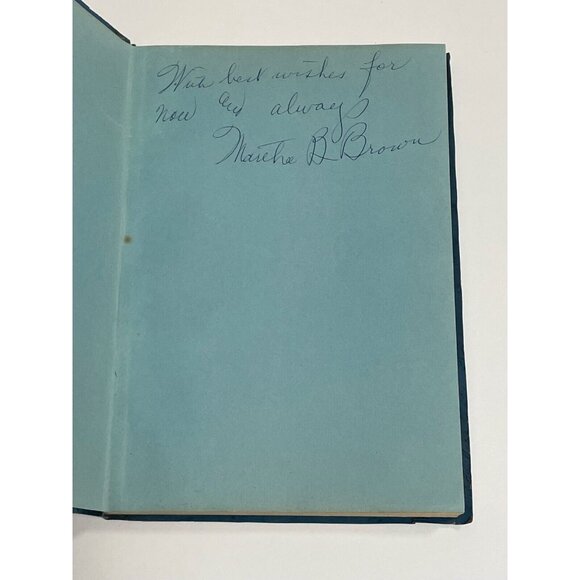 With best wishes for
now and always
Martha B. Brown